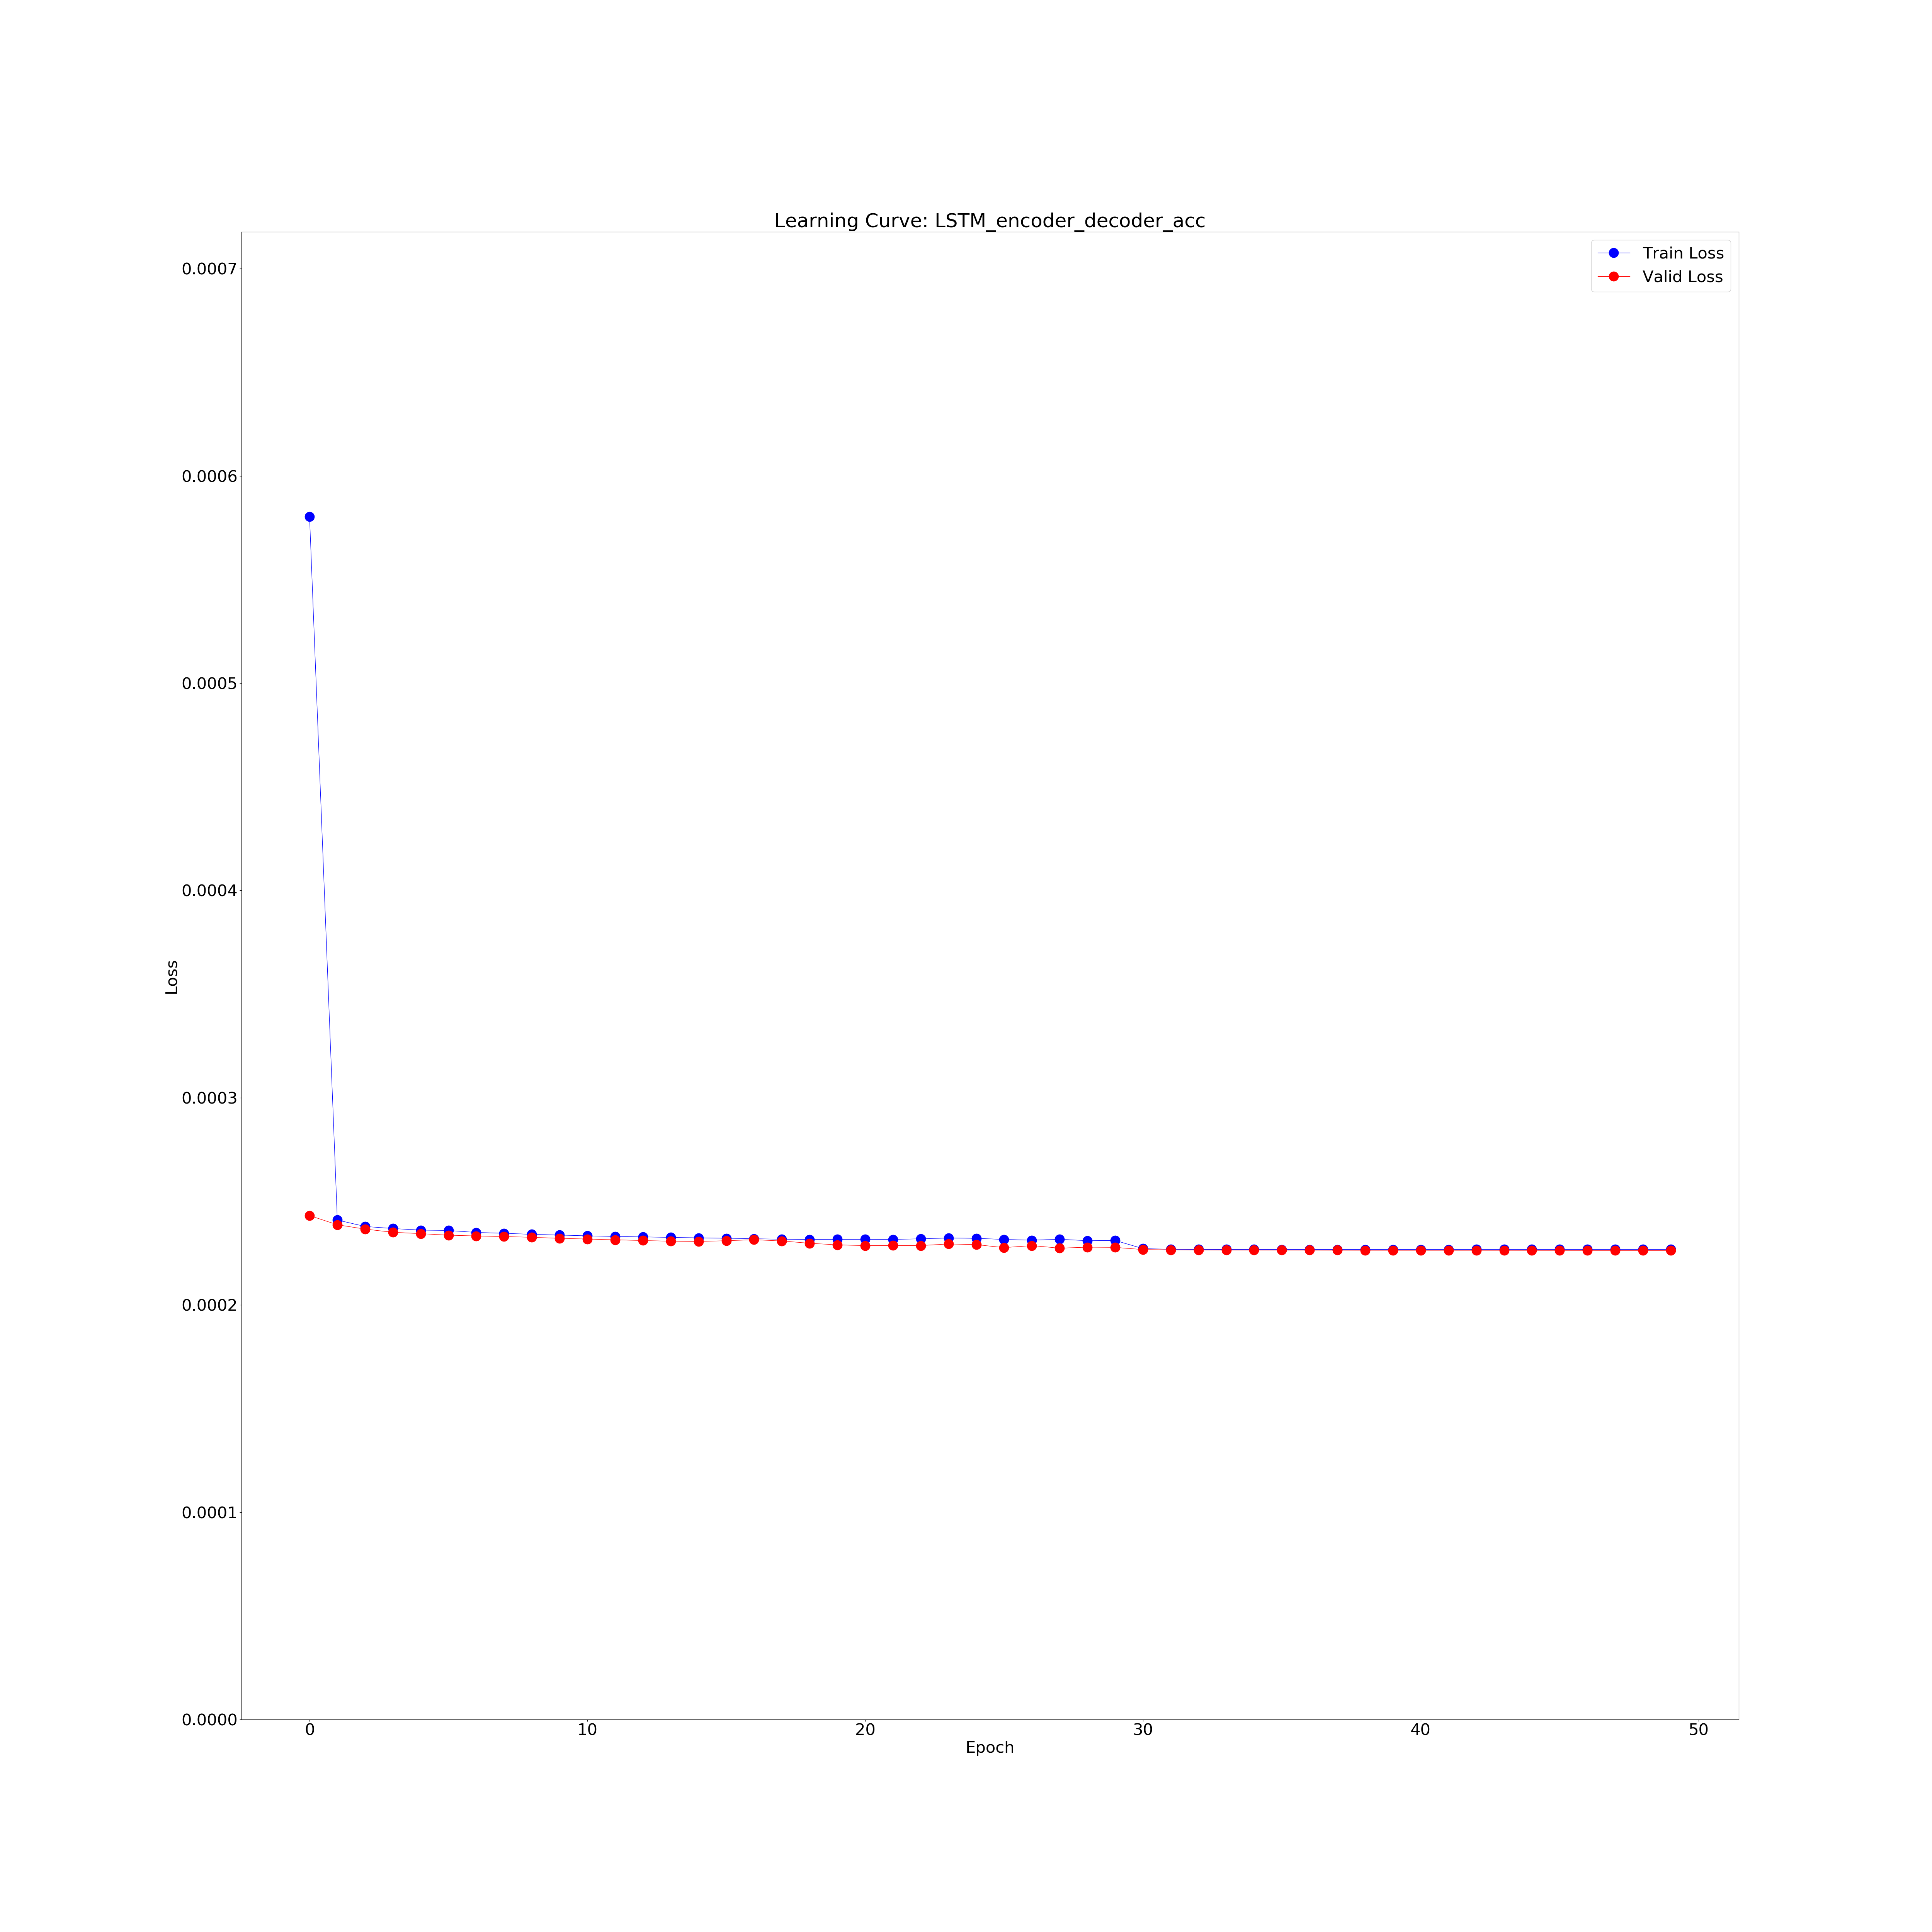 Learning Curve: LSTM_encoder_decoder_acc
Train Loss
Valid Loss
0.0007
0.0006
0.0005
0.0004
0.0003
0.0002
0.0001
0.0000
Loss
0 10 20 30 40 50
Epoch